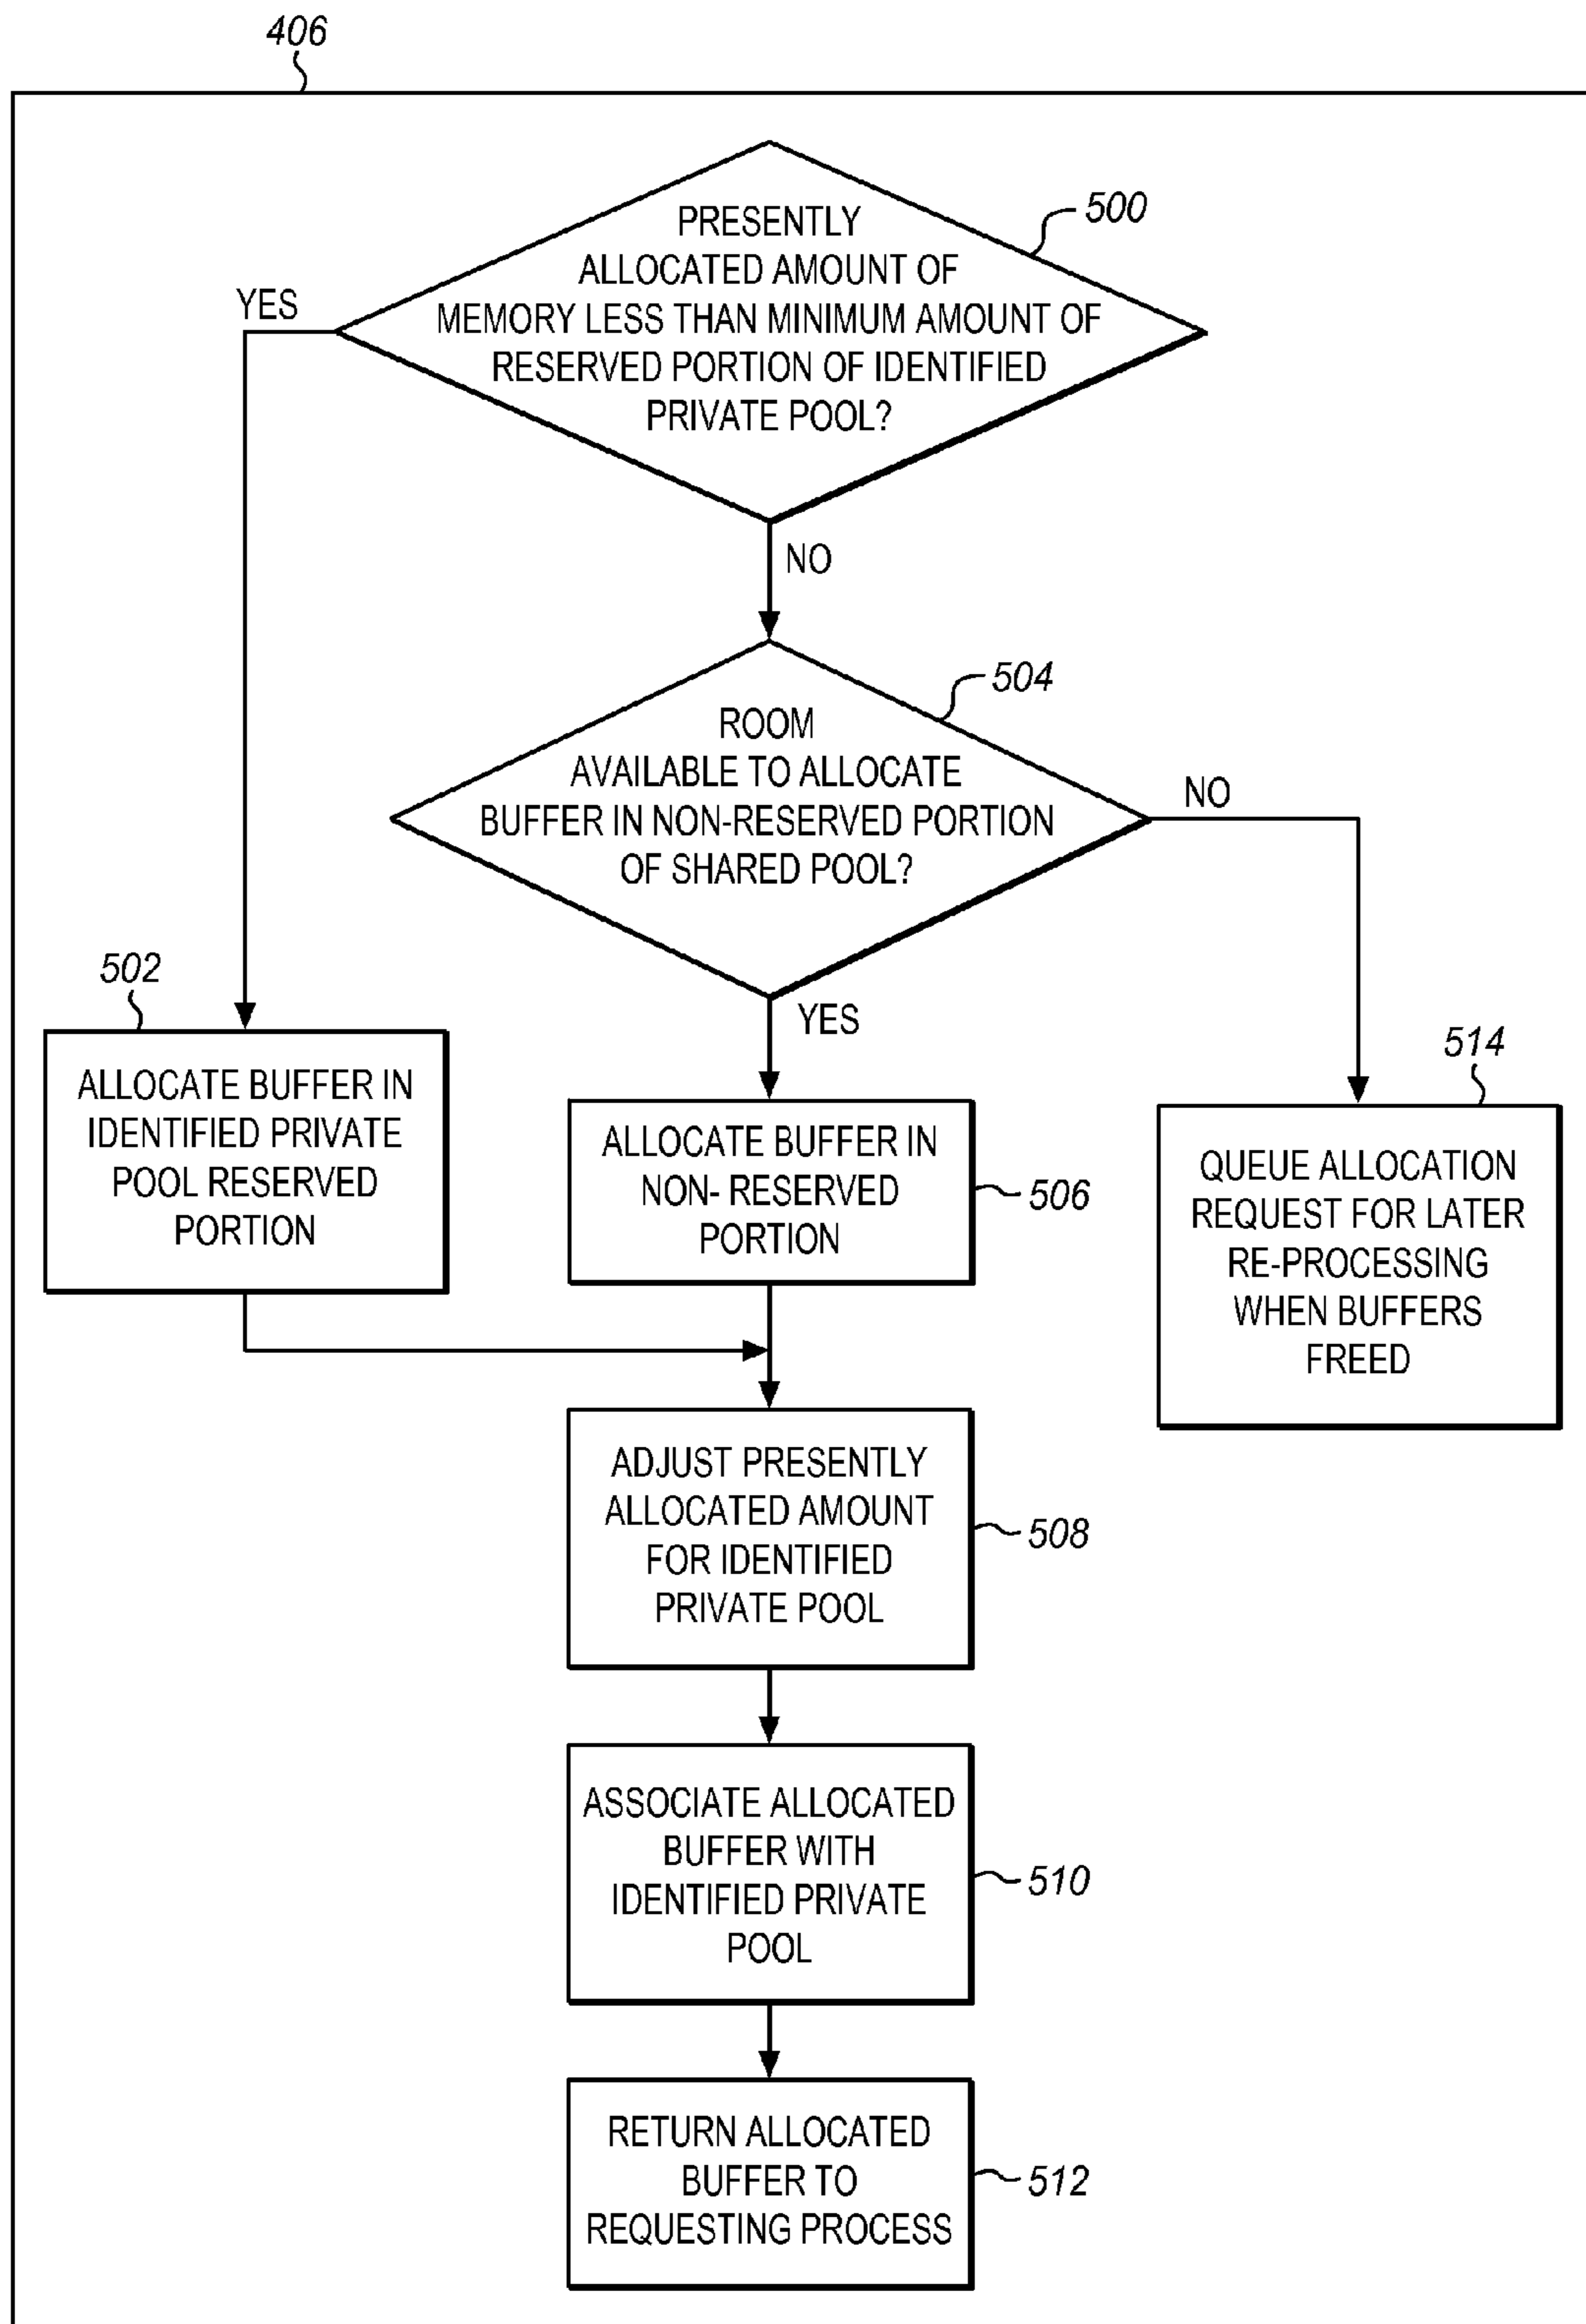 406
PRESENTLY
ALLOCATED AMOUNT OF
MEMORY LESS THAN MINIMUM AMOUNT OF
RESERVED PORTION OF IDENTIFIED
PRIVATE POOL?
500
YES
NO
ROOM
AVAILABLE TO ALLOCATE
BUFFER IN NON-RESERVED PORTION
OF SHARED POOL?
504
NO
YES
502
ALLOCATE BUFFER IN
IDENTIFIED PRIVATE
POOL RESERVED
PORTION
ALLOCATE BUFFER IN
NON- RESERVED
PORTION
506
514
QUEUE ALLOCATION
REQUEST FOR LATER
RE-PROCESSING
WHEN BUFFERS
FREED
ADJUST PRESENTLY
ALLOCATED AMOUNT
FOR IDENTIFIED
PRIVATE POOL
508
ASSOCIATE ALLOCATED
BUFFER WITH
IDENTIFIED PRIVATE
POOL
510
RETURN ALLOCATED
BUFFER TO
REQUESTING PROCESS
512